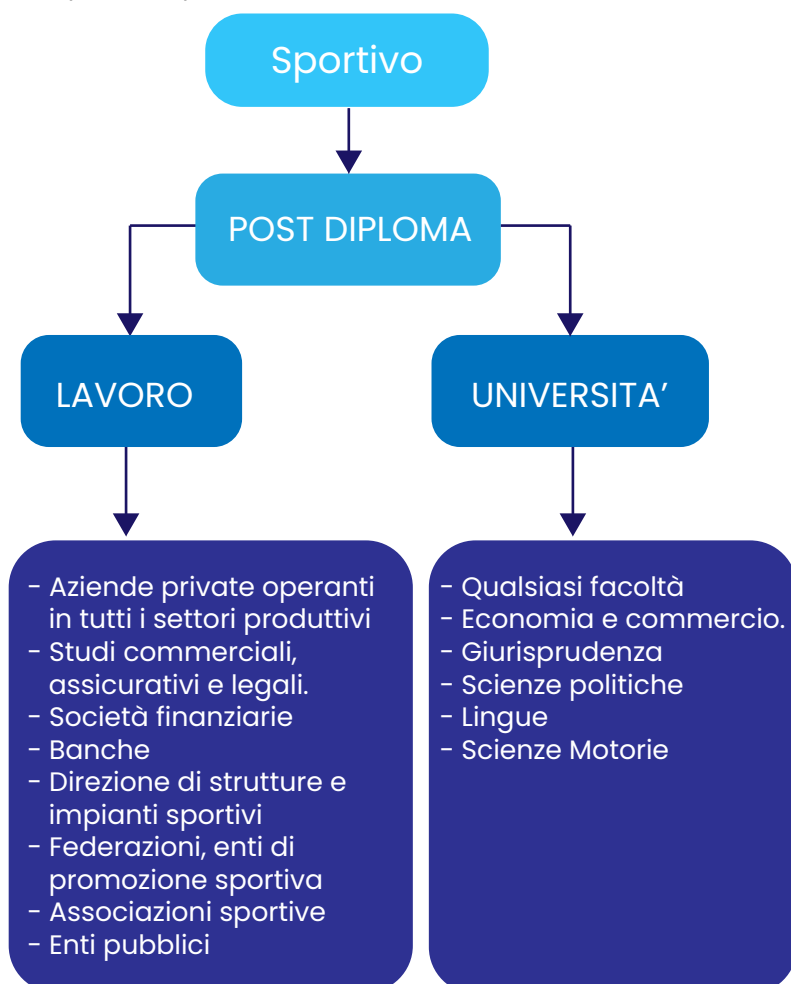 Sportivo
POST DIPLOMA
LAVORO
UNIVERSITA’
- Aziende private operanti
in tutti i settori produttivi
- Studi commerciali,
assicurativi e legali.
- Società finanziarie
- Banche
- Direzione di strutture e
impianti sportivi
- Federazioni, enti di
promozione sportiva
- Associazioni sportive
- Enti pubblici
- Qualsiasi facoltà
- Economia e commercio.
- Giurisprudenza
- Scienze politiche
- Lingue
- Scienze Motorie